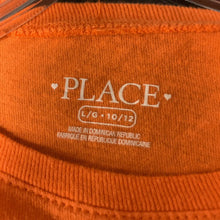 PLACE
L/G • 10/12
MADE IN DOMINICAN REPUBLIC
FABRIQUÉ EN RÉPUBLIQUE DOMINICAINE